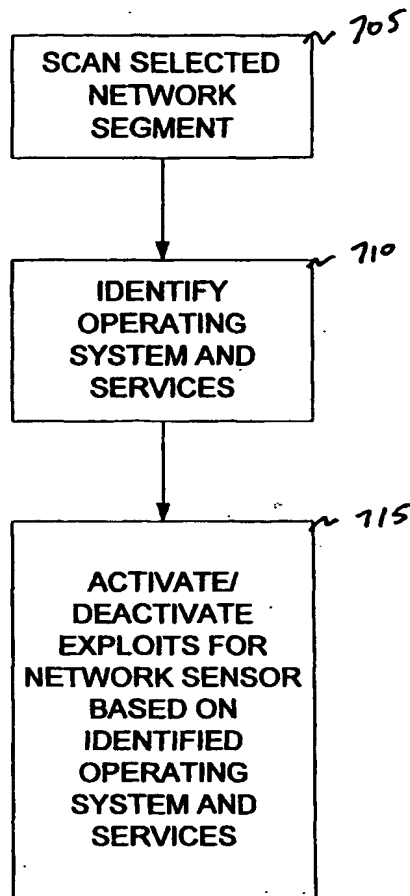 705
SCAN SELECTED
NETWORK
SEGMENT
710
IDENTIFY
OPERATING
SYSTEM AND
SERVICES
715
ACTIVATE/
DEACTIVATE
EXPLOITS FOR
NETWORK SENSOR
BASED ON
IDENTIFIED
OPERATING
SYSTEM AND
SERVICES